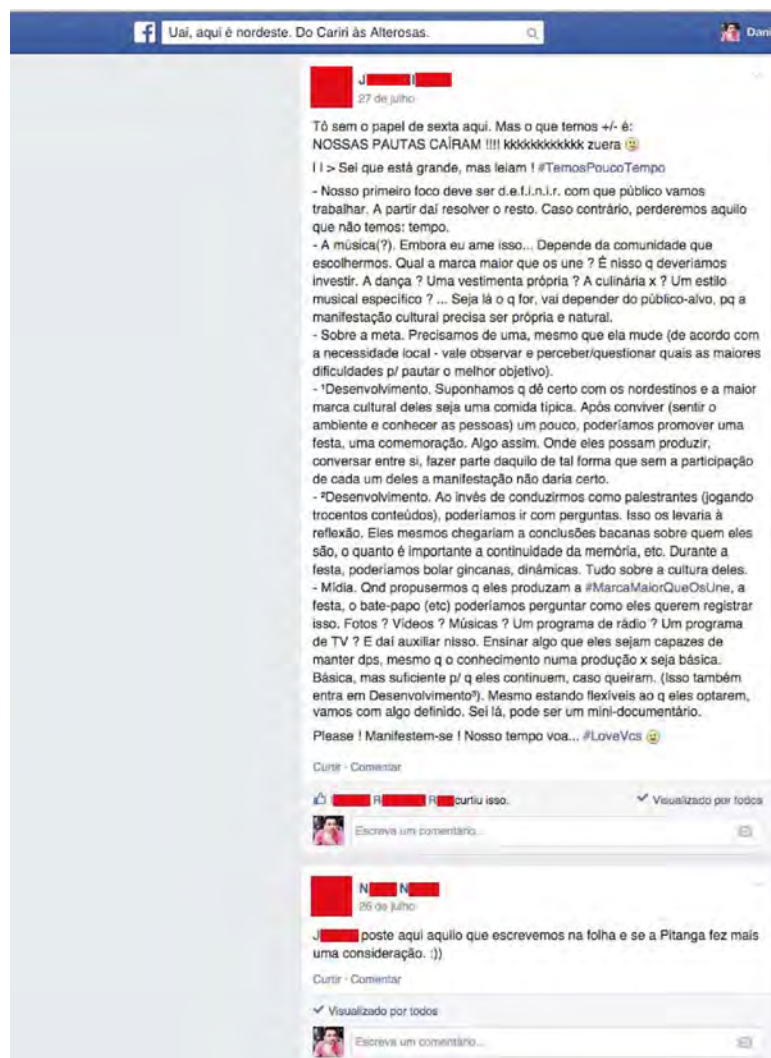 Uai, aqui é nordeste. Do Cariri às Alterosas.
Dani
J
27 de julho
Tô sem o papel de sexta aqui. Mas o que temos +/- é:
NOSSAS PAUTAS CAÍRAM !!!! kkkkkkkkkkkk zuera
| | > Sei que está grande, mas leiam ! #TemosPoucoTempo
- Nosso primeiro foco deve ser d.e.f.i.n.i.r. com que público vamos
trabalhar. A partir daí resolver o resto. Caso contrário, perderemos aquilo
que não temos: tempo.
- A música(?). Embora eu ame isso... Depende da comunidade que
escolhermos. Qual a marca maior que os une ? É nisso q deveríamos
investir. A dança ? Uma vestimenta própria ? A culinária x ? Um estilo
musical específico ? ... Seja lá o q for, vai depender do público-alvo, pq a
manifestação cultural precisa ser própria e natural.
- Sobre a meta. Precisamos de uma, mesmo que ela mude (de acordo com
a necessidade local - vale observar e perceber/questionar quais as maiores
dificuldades p/ pautar o melhor objetivo).
- ¹Desenvolvimento. Suponhamos q dê certo com os nordestinos e a maior
marca cultural deles seja uma comida típica. Após conviver (sentir o
ambiente e conhecer as pessoas) um pouco, poderíamos promover uma
festa, uma comemoração. Algo assim. Onde eles possam produzir,
conversar entre si, fazer parte daquilo de tal forma que sem a participação
de cada um deles a manifestação não daria certo.
- ²Desenvolvimento. Ao invés de conduzirmos como palestrantes (jogando
trocentos conteúdos), poderíamos ir com perguntas. Isso os levaria à
reflexão. Eles mesmos chegariam a conclusões bacanas sobre quem eles
são, o quanto é importante a continuidade da memória, etc. Durante a
festa, poderíamos bolar gincanas, dinâmicas. Tudo sobre a cultura deles.
- Mídia. Qnd propusermos q eles produzam a #MarcaMaiorQueOsUne, a
festa, o bate-papo (etc) poderíamos perguntar como eles querem registrar
isso. Fotos ? Vídeos ? Músicas ? Um programa de rádio ? Um programa
de TV ? E daí auxiliar nisso. Ensinar algo que eles sejam capazes de
manter dps, mesmo q o conhecimento numa produção x seja básica.
Básica, mas suficiente p/ q eles continuem, caso queiram. (Isso também
entra em Desenvolvimento³). Mesmo estando flexíveis ao q eles optarem,
vamos com algo definido. Sei lá, pode ser um mini-documentário.
Please ! Manifestem-se ! Nosso tempo voa... #LoveVcs
Curtir · Comentar
R R curtiu isso. Visualizado por todos
Escreva um comentário...
N N
26 de julho
J poste aqui aquilo que escrevemos na folha e se a Pitanga fez mais
uma consideração. :))
Curtir · Comentar
Visualizado por todos
Escreva um comentário...